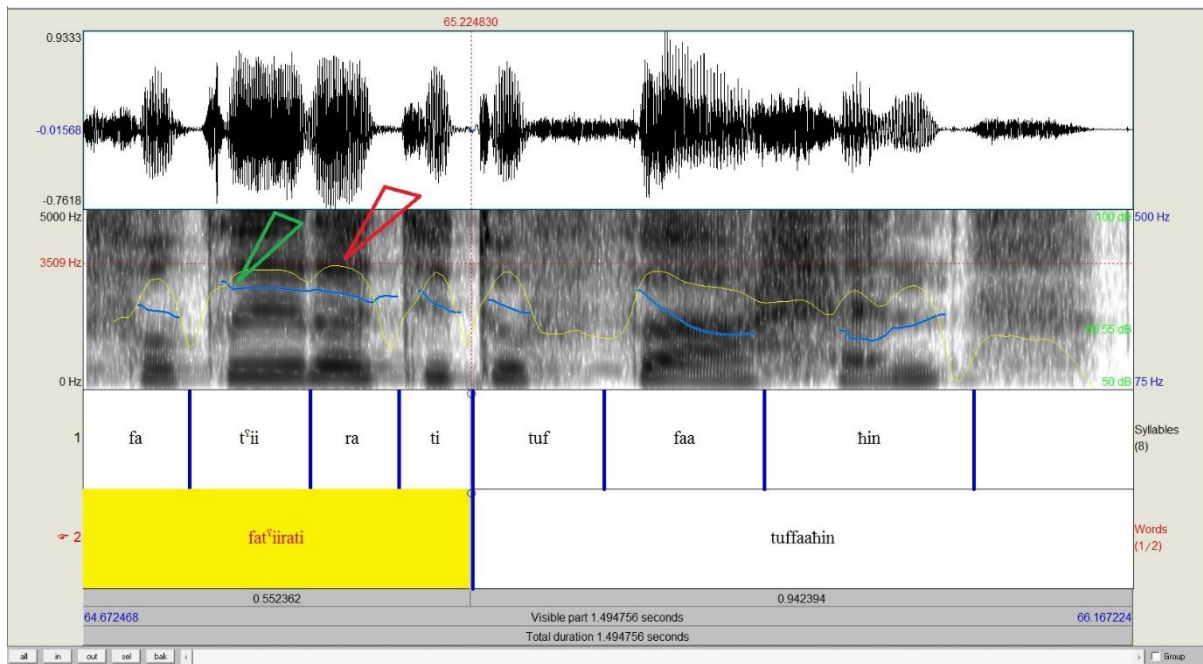 65.224830
0.9333
-0.01568
-0.7618
5000 Hz
100 dB 500 Hz
3509 Hz
55 dB
0 Hz
50 dB 75 Hz
1 fa tˤii ra ti tuf faa ħin Syllables
(8)
☞ 2 fatˤiirati tuffaaħin Words
(1/2)
0.552362 0.942394
64.672468 Visible part 1.494756 seconds 66.167224
Total duration 1.494756 seconds
all in out sel bak Group